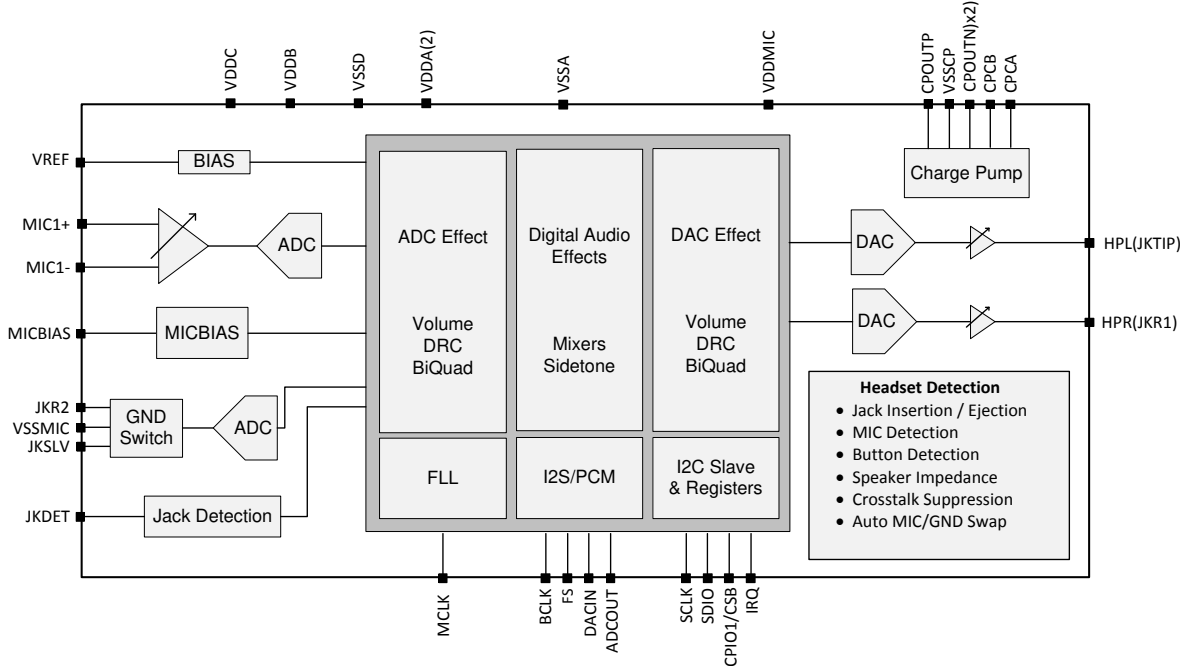 VDDC
VDDB
VSSD
VDDA(2)
VSSA
VDDMIC
CPOUTP
VSSCP
CPOUTN)x2)
CPCB
CPCA
VREF
BIAS
Charge Pump
MIC1+
MIC1-
ADC
ADC Effect
Volume
DRC
BiQuad
Digital Audio
Effects
Mixers
Sidetone
DAC Effect
Volume
DRC
BiQuad
DAC
HPL(JKTIP)
DAC
HPR(JKR1)
MICBIAS
MICBIAS
JKR2
VSSMIC
JKSLV
GND
Switch
ADC
FLL
I2S/PCM
I2C Slave
& Registers
Headset Detection
● Jack Insertion / Ejection
● MIC Detection
● Button Detection
● Speaker Impedance
● Crosstalk Suppression
● Auto MIC/GND Swap
JKDET
Jack Detection
MCLK
BCLK
FS
DACIN
ADCOUT
SCLK
SDIO
CPIO1/CSB
IRQ